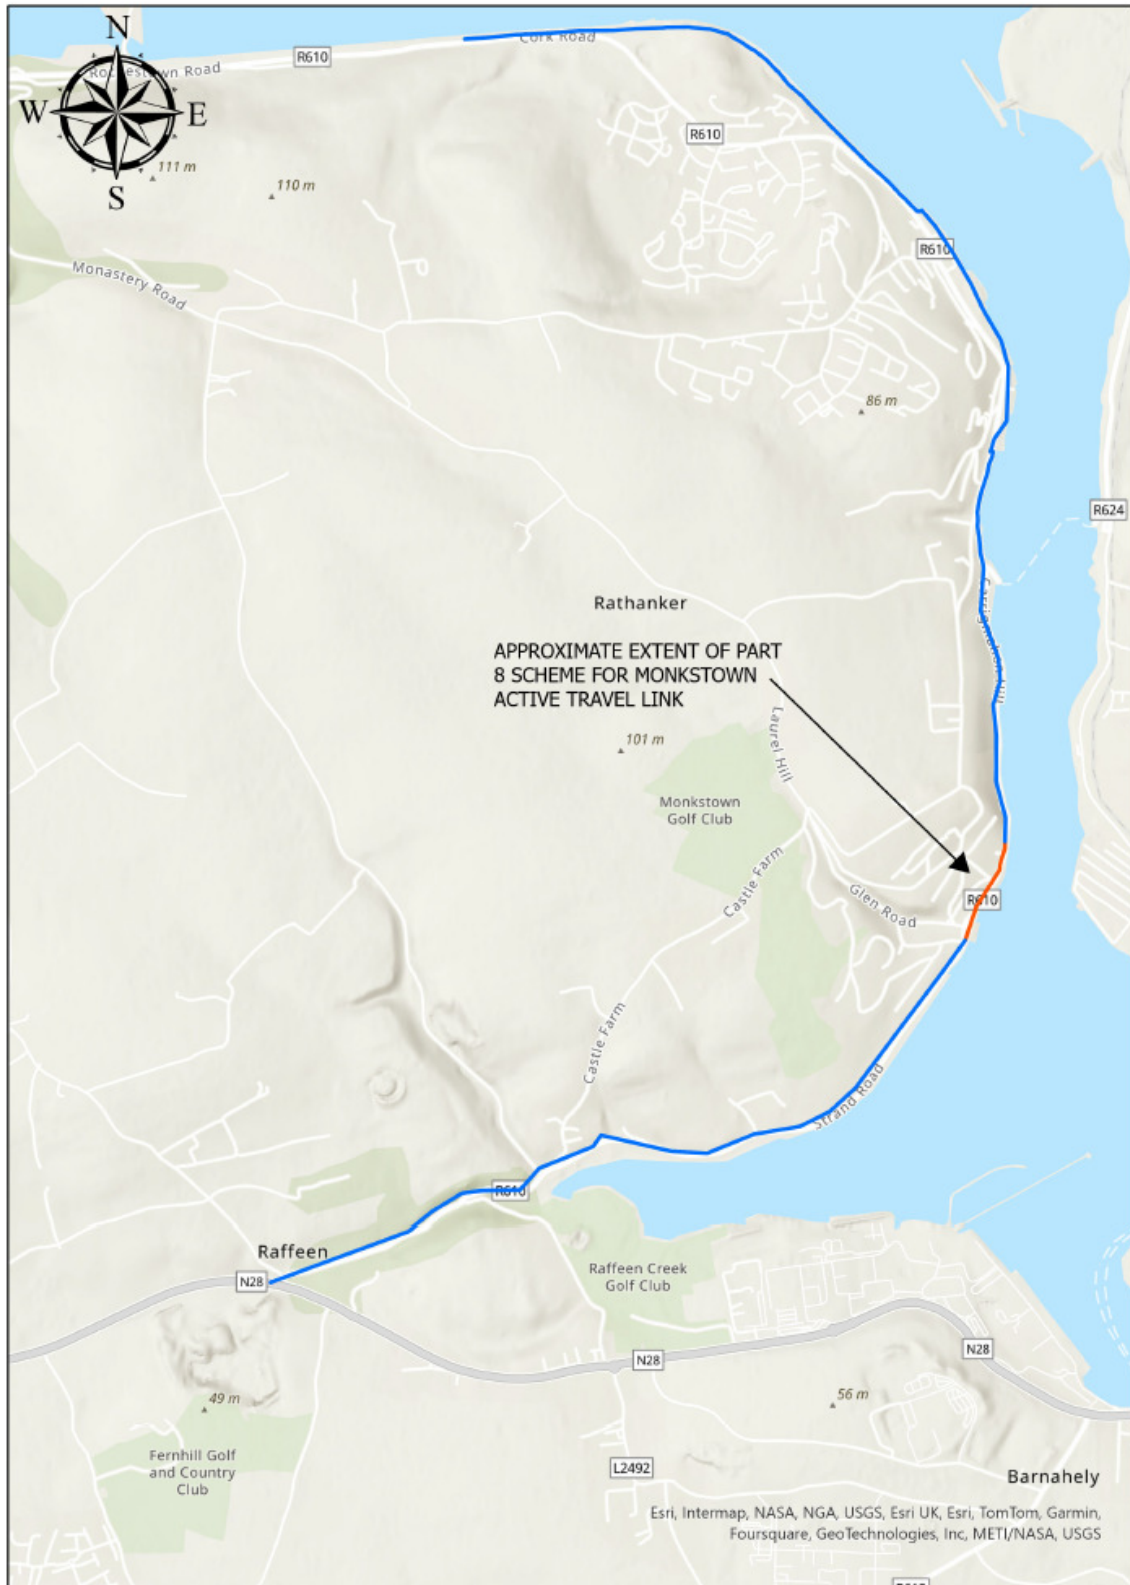 N
W
E
S
Cork Road
R610
Rochestown Road
R610
111 m
110 m
R610
Monastery Road
86 m
R624
Rathanker
Carrigmahon Hill
APPROXIMATE EXTENT OF PART
8 SCHEME FOR MONKSTOWN
ACTIVE TRAVEL LINK
Laurel Hill
101 m
Monkstown
Golf Club
Castle Farm
Glen Road
R610
Castle Farm
Strand Road
R610
Raffeen
N28
Raffeen Creek
Golf Club
N28
N28
49 m
56 m
Fernhill Golf
and Country
Club
L2492
Barnahely
Esri, Intermap, NASA, NGA, USGS, Esri UK, Esri, TomTom, Garmin,
Foursquare, GeoTechnologies, Inc, METI/NASA, USGS